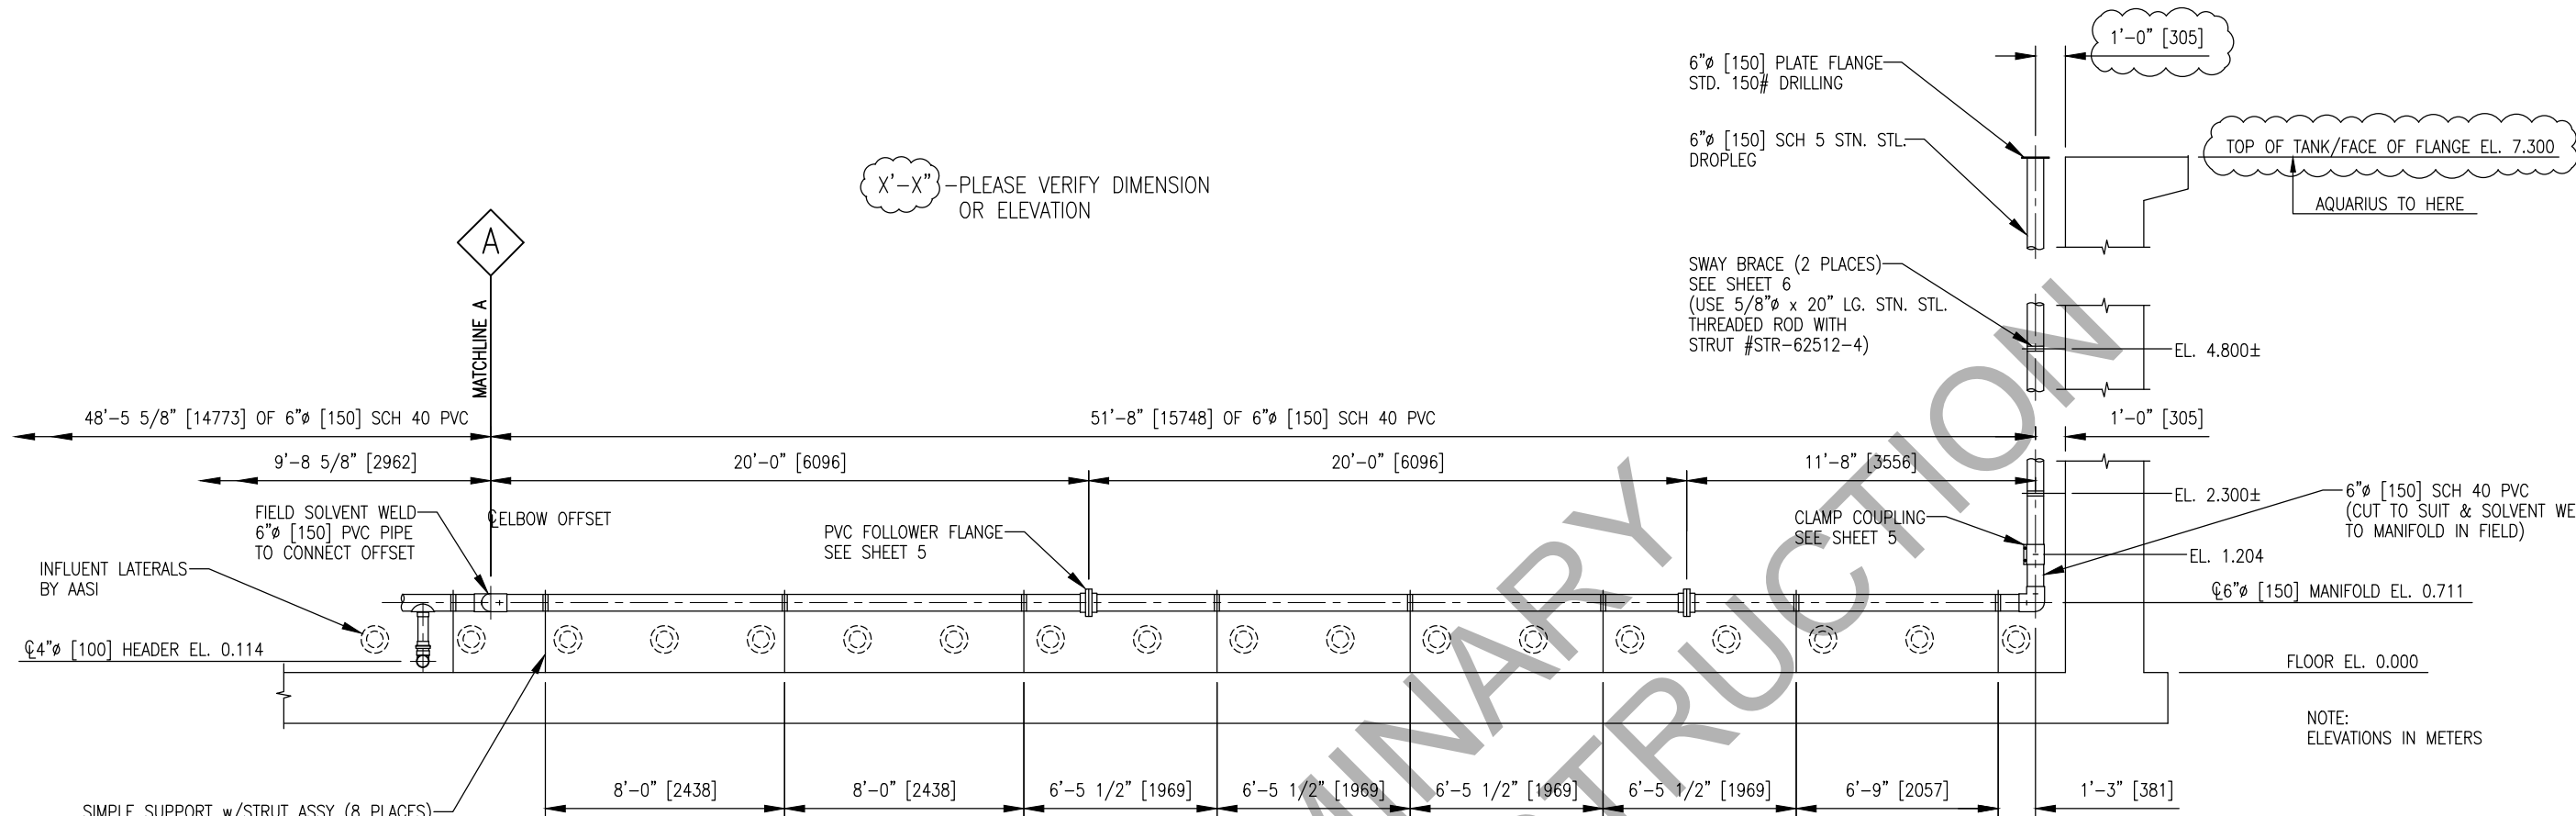 1'-0" [305]
6"ø [150] PLATE FLANGE
STD. 150# DRILLING
6"ø [150] SCH 5 STN. STL.
DROPLEG
TOP OF TANK/FACE OF FLANGE EL. 7.300
AQUARIUS TO HERE
X'-X" -PLEASE VERIFY DIMENSION
OR ELEVATION
A
MATCHLINE A
SWAY BRACE (2 PLACES)
SEE SHEET 6
(USE 5/8"ø x 20" LG. STN. STL.
THREADED ROD WITH
STRUT #STR-62512-4)
EL. 4.800±
48'-5 5/8" [14773] OF 6"ø [150] SCH 40 PVC
51'-8" [15748] OF 6"ø [150] SCH 40 PVC
1'-0" [305]
9'-8 5/8" [2962]
20'-0" [6096]
20'-0" [6096]
11'-8" [3556]
EL. 2.300±
6"ø [150] SCH 40 PVC
(CUT TO SUIT & SOLVENT WE
TO MANIFOLD IN FIELD)
FIELD SOLVENT WELD
6"ø [150] PVC PIPE
TO CONNECT OFFSET
℄ELBOW OFFSET
PVC FOLLOWER FLANGE
SEE SHEET 5
CLAMP COUPLING
SEE SHEET 5
EL. 1.204
INFLUENT LATERALS
BY AASI
℄6"ø [150] MANIFOLD EL. 0.711
℄4"ø [100] HEADER EL. 0.114
FLOOR EL. 0.000
NOTE:
ELEVATIONS IN METERS
8'-0" [2438]
8'-0" [2438]
6'-5 1/2" [1969]
6'-5 1/2" [1969]
6'-5 1/2" [1969]
6'-5 1/2" [1969]
6'-9" [2057]
1'-3" [381]
SIMPLE SUPPORT w/STRUT ASSY (8 PLACES)
MINARY
STRUCTION